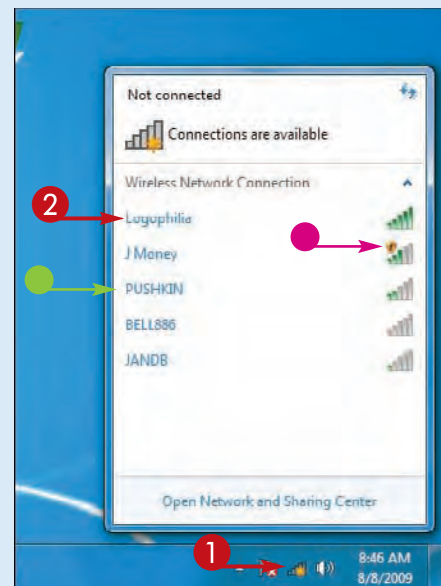 Not connected
Connections are available
Wireless Network Connection
2
Logophilia
J Money
PUSHKIN
BELL886
JANDB
Open Network and Sharing Center
1
8:46 AM
8/8/2009